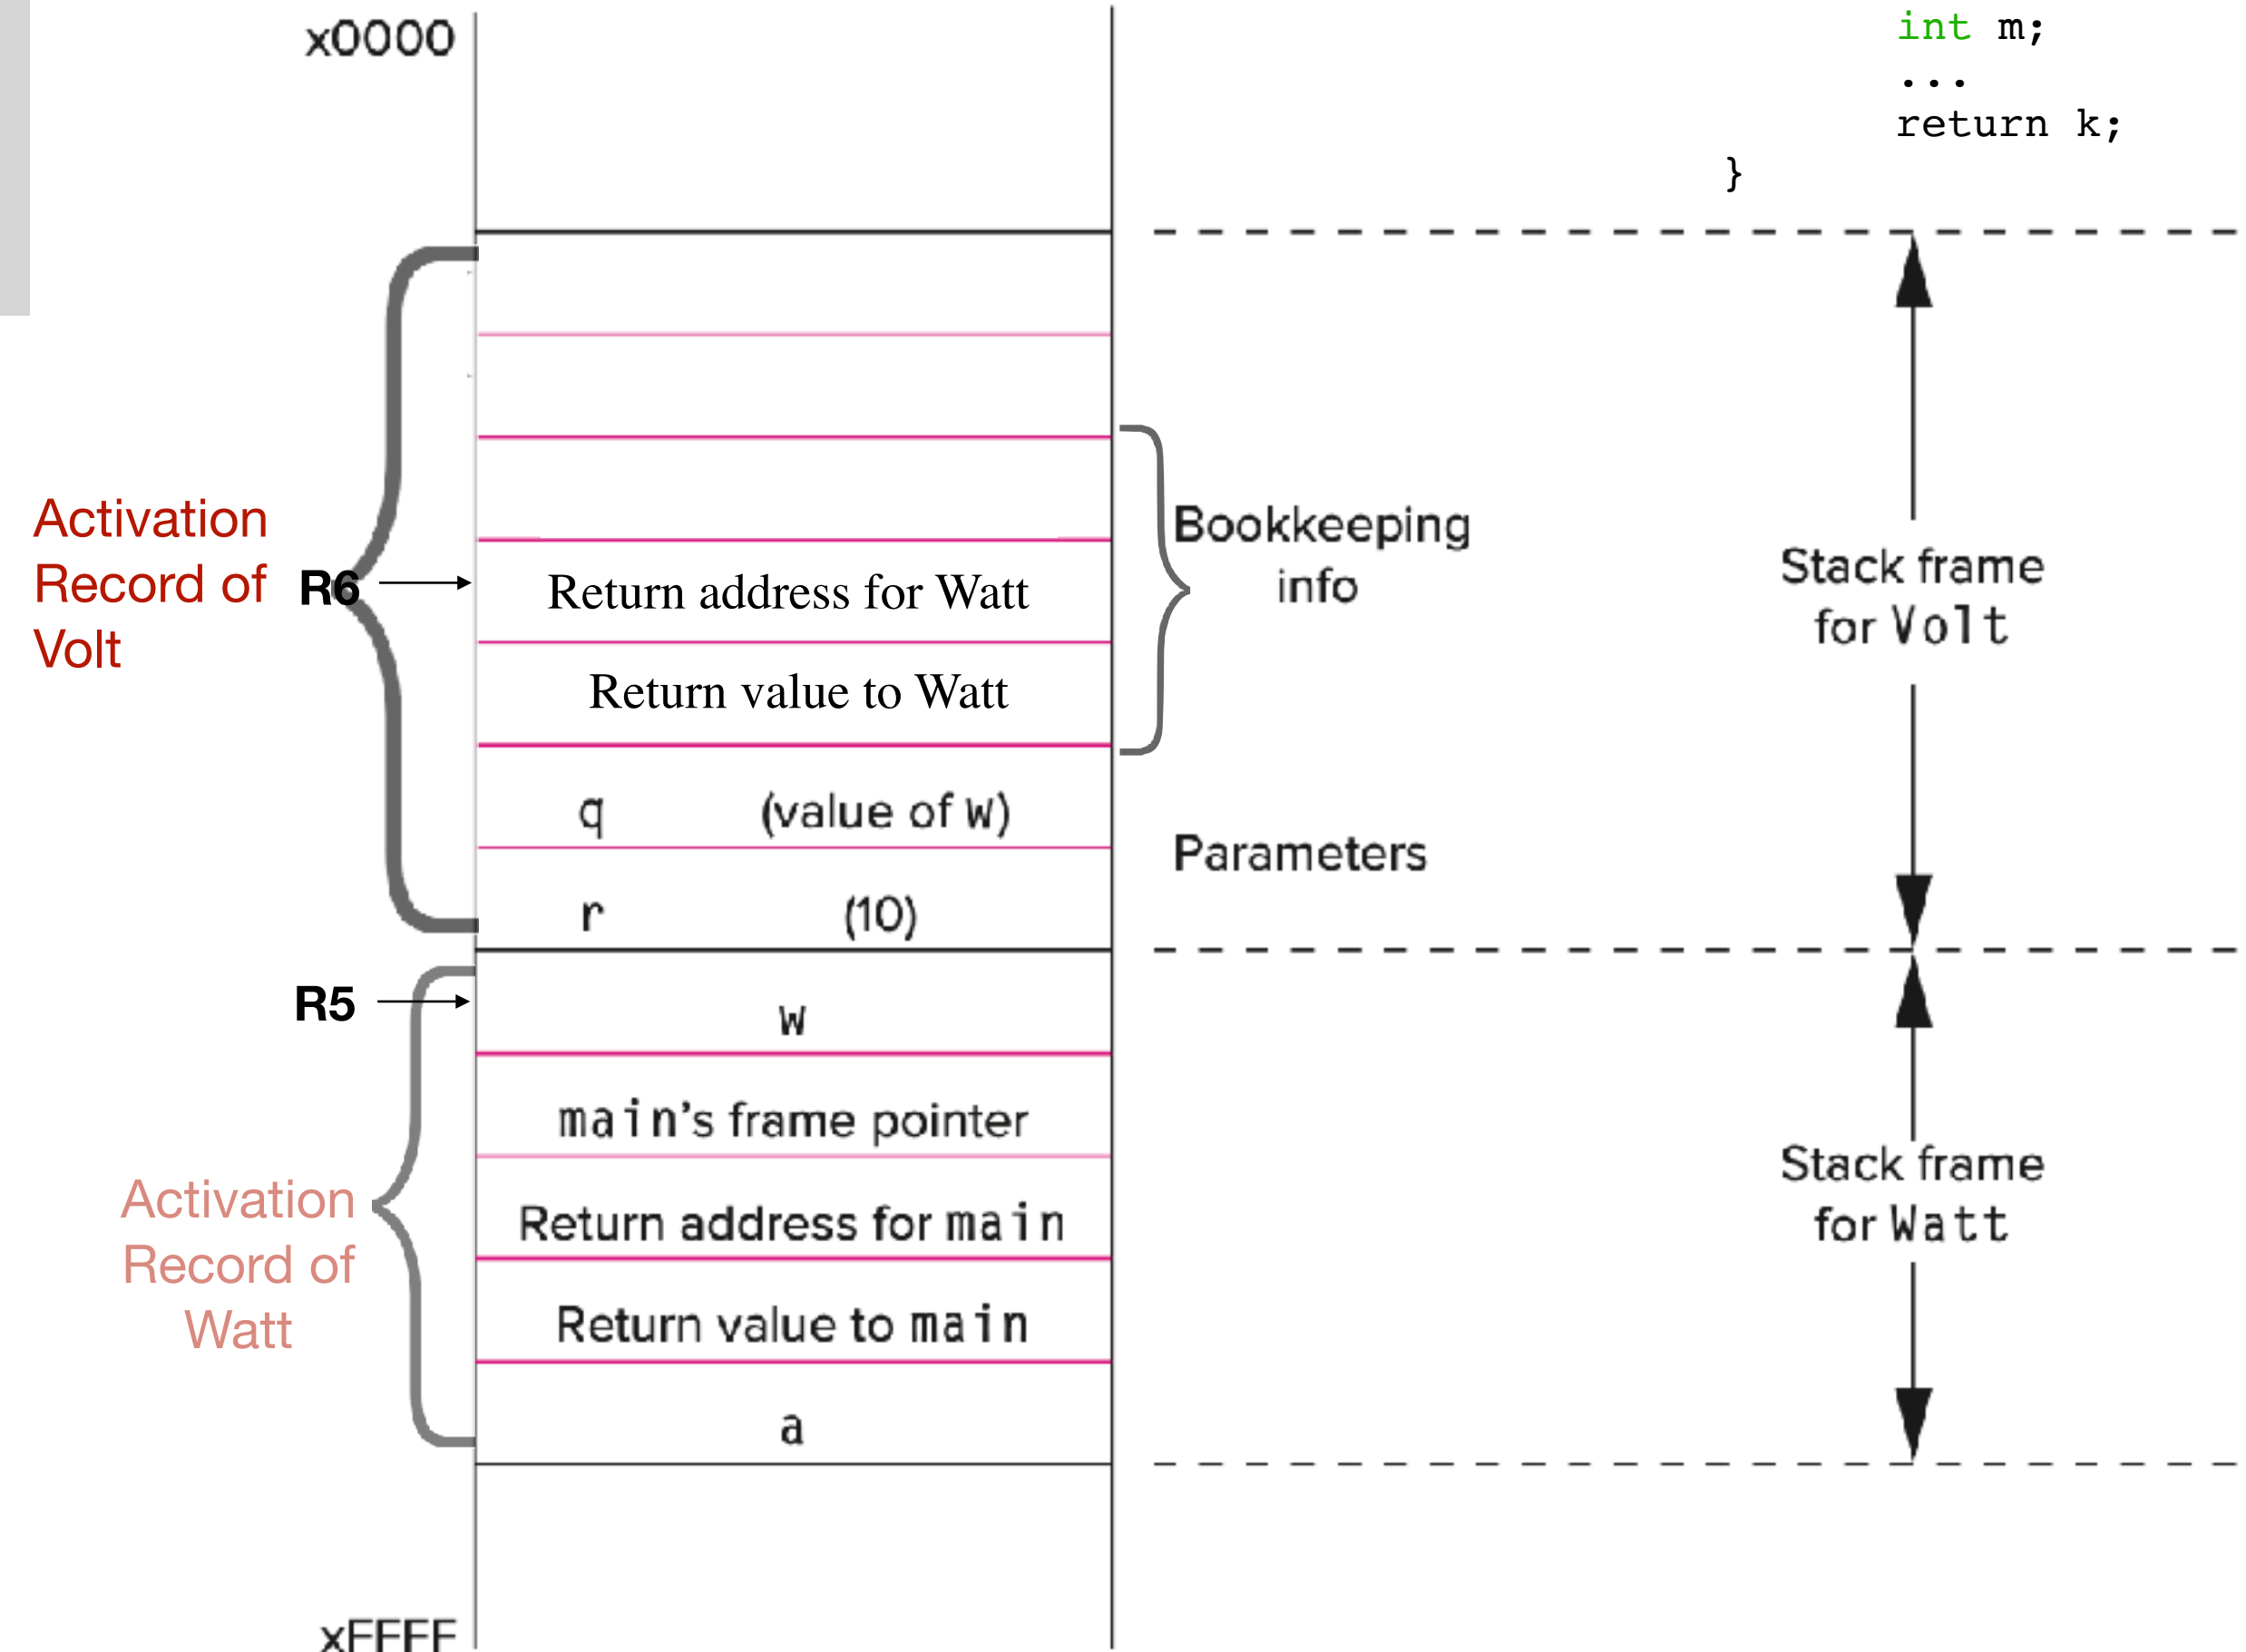 x0000
int m;
...
return k;
}
Activation
Record of
Volt
R6
Return address for Watt
Return value to Watt
Bookkeeping
info
Stack frame
for Volt
q (value of w)
Parameters
r (10)
R5
w
main's frame pointer
Return address for main
Return value to main
a
Activation
Record of
Watt
Stack frame
for Watt
xFFFF